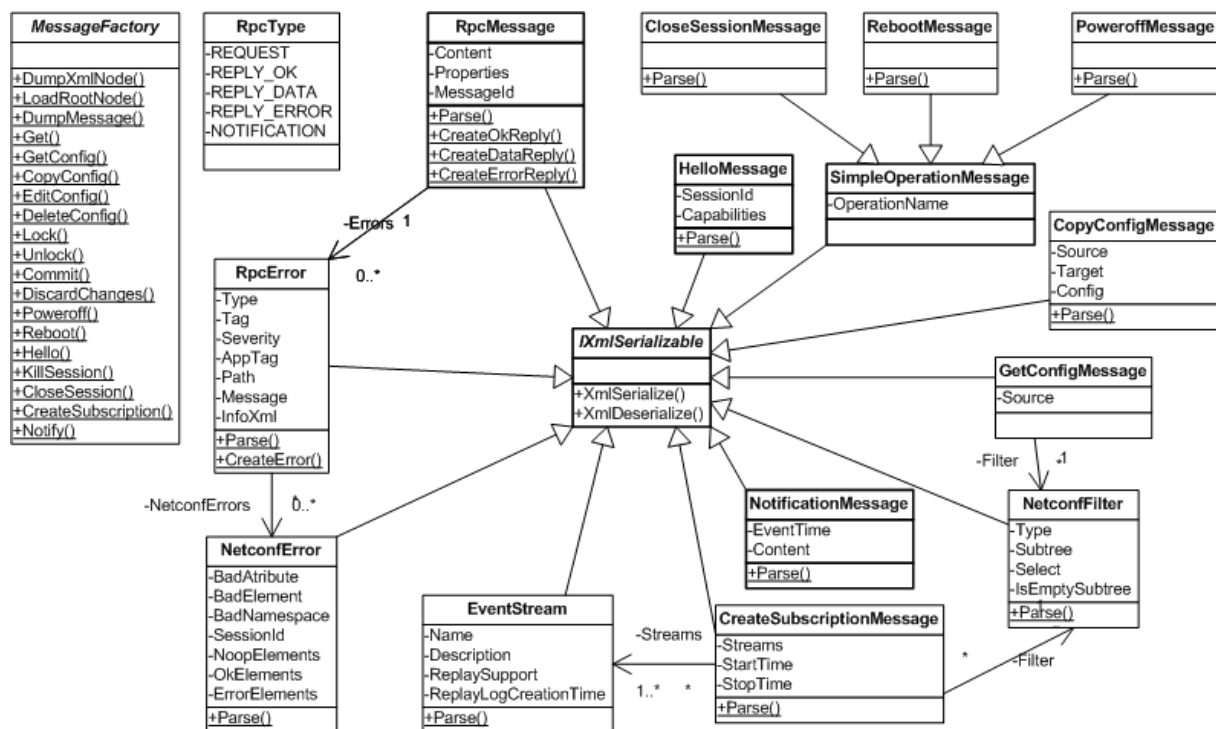 MessageFactory
+DumpXmlNode()
+LoadRootNode()
+DumpMessage()
+Get()
+GetConfig()
+CopyConfig()
+EditConfig()
+DeleteConfig()
+Lock()
+Unlock()
+Commit()
+DiscardChanges()
+Poweroff()
+Reboot()
+Hello()
+KillSession()
+CloseSession()
+CreateSubscription()
+Notify()
RpcType
-REQUEST
-REPLY_OK
-REPLY_DATA
-REPLY_ERROR
-NOTIFICATION
RpcMessage
-Content
-Properties
-MessageId
+Parse()
+CreateOkReply()
+CreateDataReply()
+CreateErrorReply()
CloseSessionMessage
+Parse()
RebootMessage
+Parse()
PoweroffMessage
+Parse()
HelloMessage
-SessionId
-Capabilities
+Parse()
SimpleOperationMessage
-OperationName
CopyConfigMessage
-Source
-Target
-Config
+Parse()
-Errors 1
0..*
RpcError
-Type
-Tag
-Severity
-AppTag
-Path
-Message
-InfoXml
+Parse()
+CreateError()
IXmlSerializable
+XmlSerialize()
+XmlDeserialize()
GetConfigMessage
-Source
-Filter
* 1
-NetconfErrors
* 0..*
NetconfError
-BadAtribute
-BadElement
-BadNamespace
-SessionId
-NoopElements
-OkElements
-ErrorElements
+Parse()
EventStream
-Name
-Description
-ReplaySupport
-ReplayLogCreationTime
+Parse()
NotificationMessage
-EventTime
-Content
+Parse()
NetconfFilter
-Type
-Subtree
-Select
-IsEmptySubtree
+Parse()
1
-Streams
1..* *
CreateSubscriptionMessage
-Streams
-StartTime
-StopTime
+Parse()
*
-Filter